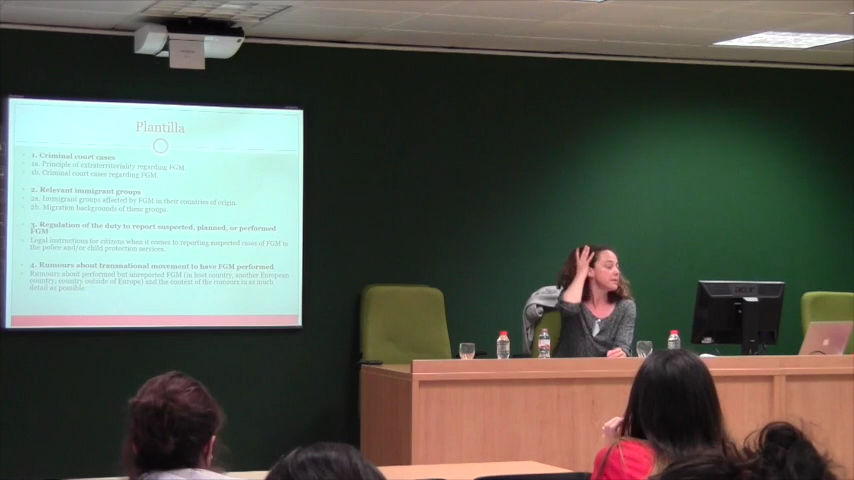 Plantilla
1. Criminal court cases
1a. Principle of extraterritoriality regarding FGM.
1b. Criminal court cases regarding FGM.
2. Relevant immigrant groups
2a. Immigrant groups affected by FGM in their countries of origin.
2b. Migration backgrounds of these groups.
3. Regulation of the duty to report suspected, planned, or performed
FGM
Legal instructions for citizens when it comes to reporting suspected cases of FGM to
the police and/or child protection services.
4. Rumours about transnational movement to have FGM performed
Rumours about performed but unreported FGM (in host country, another European
country, country outside of Europe) and the context of the rumours in as much
detail as possible.
acer